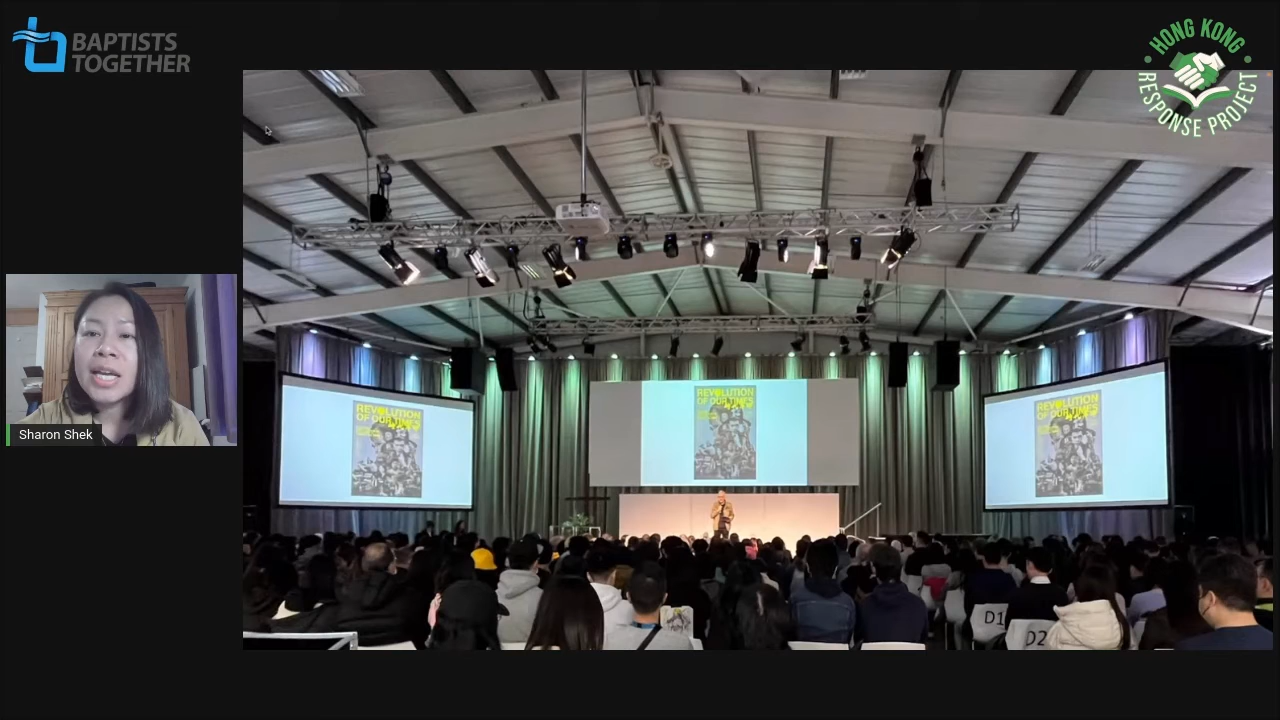 BAPTISTS
TOGETHER
HONG KONG
RESPONSE PROJECT
Sharon Shek
REVOLUTION
OF OUR TIMES
REVOLUTION
OF OUR TIMES
REVOLUTION
OF OUR TIMES
D1
D2